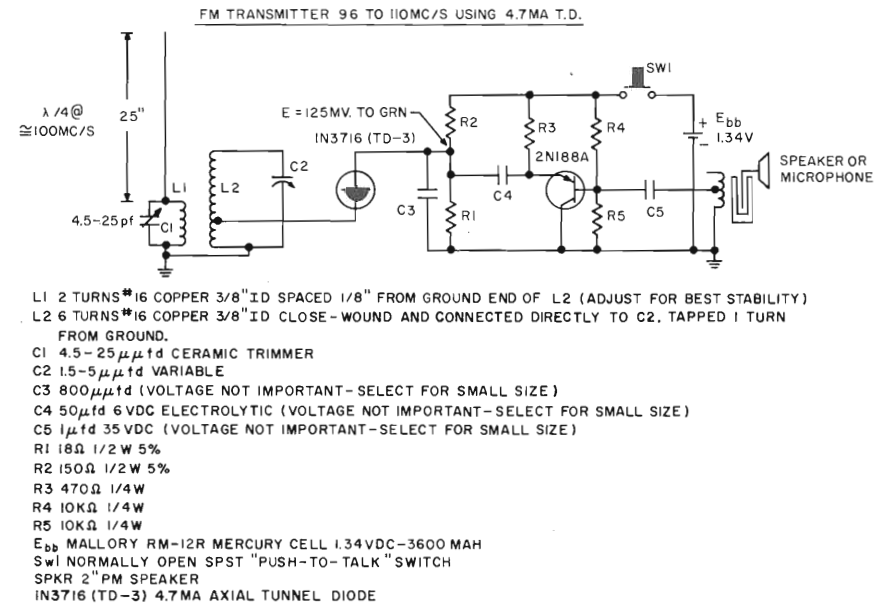 FM TRANSMITTER 96 TO 110MC/S USING 4.7MA T.D.
λ/4@
≅100MC/S
25"
L1
4.5-25pf
C1
L2
C2
E=125MV. TO GRN
IN3716 (TD-3)
C3
R2
R1
C4
R3
2N188A
R4
R5
C5
SW1
+
Ebb
-
1.34V
SPEAKER OR
MICROPHONE
L1 2 TURNS #16 COPPER 3/8"ID SPACED 1/8" FROM GROUND END OF L2 (ADJUST FOR BEST STABILITY)
L2 6 TURNS #16 COPPER 3/8"ID CLOSE-WOUND AND CONNECTED DIRECTLY TO C2. TAPPED 1 TURN
FROM GROUND.
C1 4.5-25μμfd CERAMIC TRIMMER
C2 1.5-5μμfd VARIABLE
C3 800μμfd (VOLTAGE NOT IMPORTANT-SELECT FOR SMALL SIZE)
C4 50μfd 6VDC ELECTROLYTIC (VOLTAGE NOT IMPORTANT-SELECT FOR SMALL SIZE)
C5 1μfd 35VDC (VOLTAGE NOT IMPORTANT-SELECT FOR SMALL SIZE)
R1 18Ω 1/2W 5%
R2 150Ω 1/2W 5%
R3 470Ω 1/4W
R4 10KΩ 1/4W
R5 10KΩ 1/4W
Ebb MALLORY RM-12R MERCURY CELL 1.34VDC-3600 MAH
Sw1 NORMALLY OPEN SPST "PUSH-TO-TALK" SWITCH
SPKR 2" PM SPEAKER
IN3716 (TD-3) 4.7MA AXIAL TUNNEL DIODE